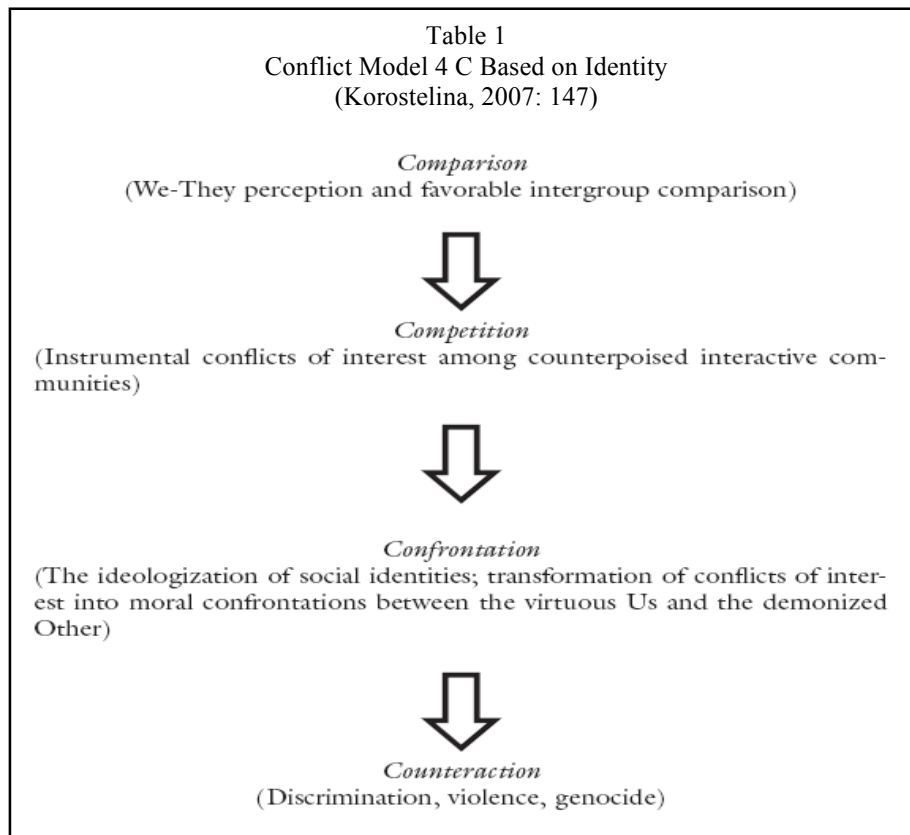 Table 1
Conflict Model 4 C Based on Identity
(Korostelina, 2007: 147)
Comparison
(We-They perception and favorable intergroup comparison)
Competition
(Instrumental conflicts of interest among counterpoised interactive com-
munities)
Confrontation
(The ideologization of social identities; transformation of conflicts of inter-
est into moral confrontations between the virtuous Us and the demonized
Other)
Counteraction
(Discrimination, violence, genocide)